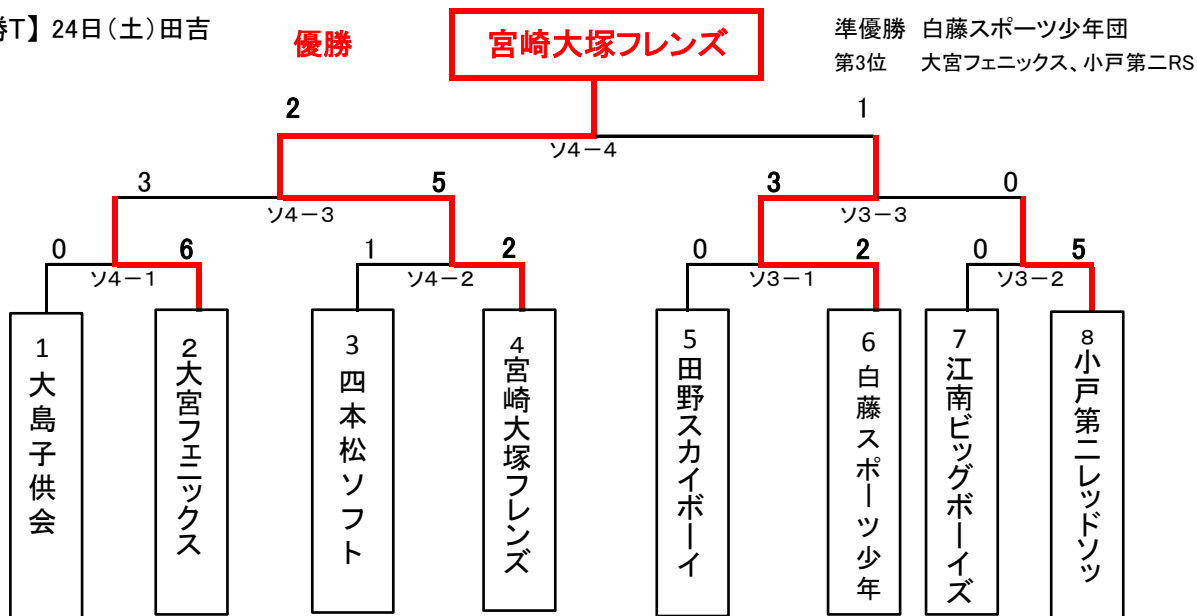 勝T】 24日(土)田吉
優勝
宮崎大塚フレンズ
準優勝 白藤スポーツ少年団
第3位 大宮フェニックス、小戸第二RS
2 1
ソ4-4
3 5 3 0
ソ4-3 ソ3-3
0 6 1 2 0 2 0 5
ソ4-1 ソ4-2 ソ3-1 ソ3-2
1大島子供会
2大宮フェニックス
3四本松ソフト
4宮崎大塚フレンズ
5田野スカイボーイ
6白藤スポーツ少年
7江南ビッグボーイズ
8小戸第二レッドソッ